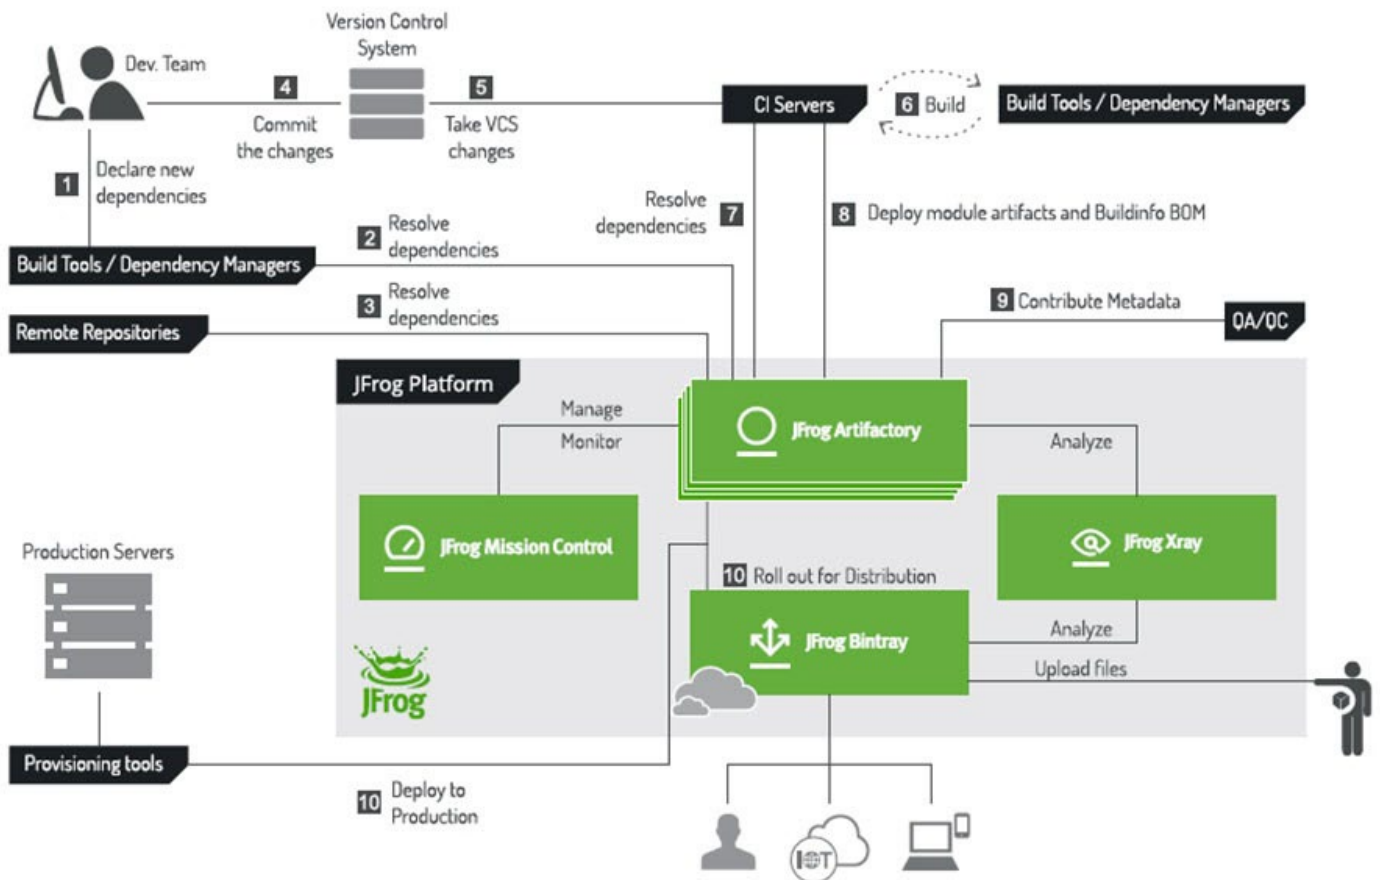 Version Control
System
Dev. Team
4
Commit
the changes
5
Take VCS
changes
CI Servers
6 Build
Build Tools / Dependency Managers
1
Declare new
dependencies
Resolve
dependencies
7
8 Deploy module artifacts and Buildinfo BOM
2
Resolve
dependencies
Build Tools / Dependency Managers
3
Resolve
dependencies
Remote Repositories
9 Contribute Metadata
QA/QC
JFrog Platform
Manage
Monitor
JFrog Artifactory
Analyze
JFrog Mission Control
JFrog Xray
Production Servers
10 Roll out for Distribution
JFrog Bintray
Analyze
Upload files
JFrog
Provisioning tools
10
Deploy to
Production
IOT